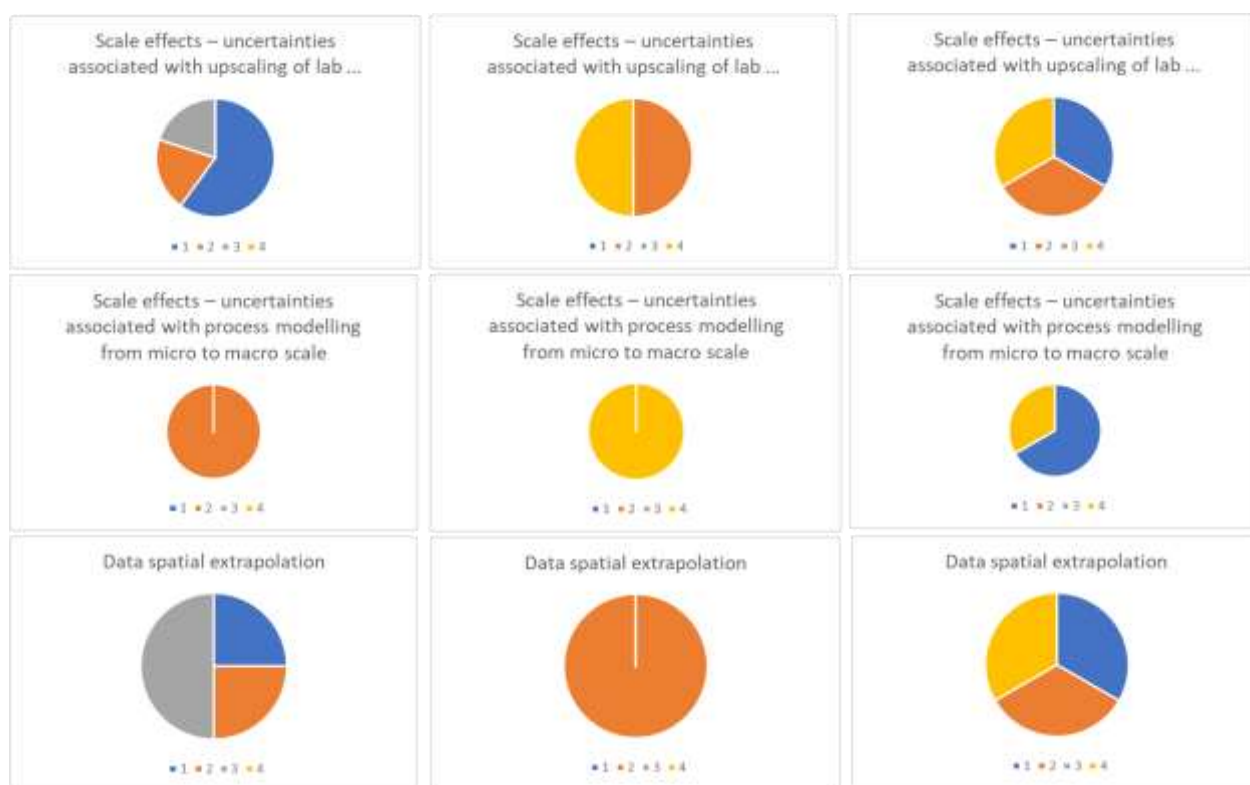 Scale effects – uncertainties
associated with upscaling of lab ...
1 2 3 4
Scale effects – uncertainties
associated with upscaling of lab ...
1 2 3 4
Scale effects – uncertainties
associated with upscaling of lab ...
1 2 3 4
Scale effects – uncertainties
associated with process modelling
from micro to macro scale
1 2 3 4
Scale effects – uncertainties
associated with process modelling
from micro to macro scale
1 2 3 4
Scale effects – uncertainties
associated with process modelling
from micro to macro scale
1 2 3 4
Data spatial extrapolation
1 2 3 4
Data spatial extrapolation
1 2 3 4
Data spatial extrapolation
1 2 3 4